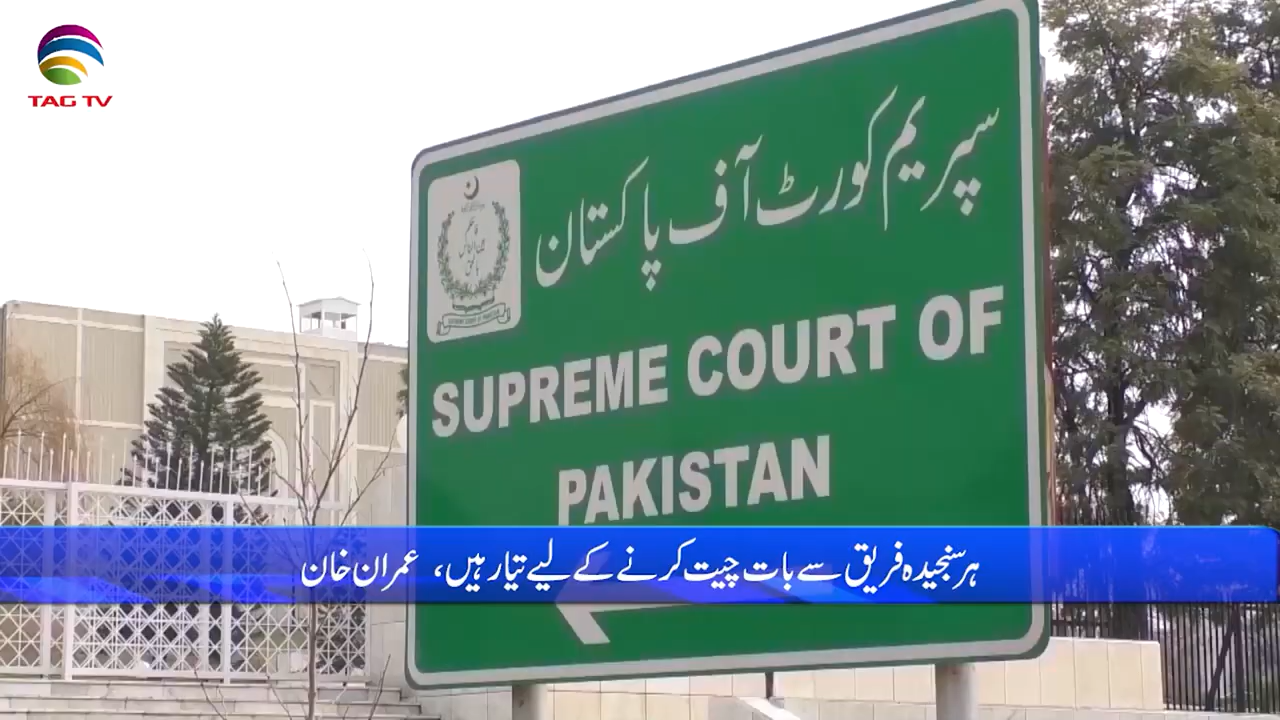 TAG TV
سپریم کورٹ آف پاکستان
SUPREME COURT OF
PAKISTAN
ہر سنجیدہ فریق سے بات چیت کرنے کے لیے تیار ہیں، عمران خان